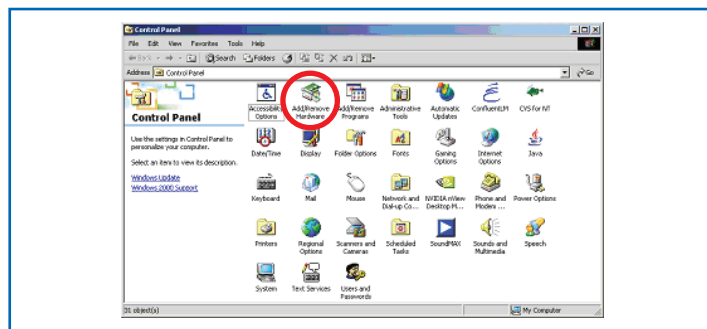 Control Panel
File Edit View Favorites Tools Help
Back Search Folders
Address Control Panel Go
Control Panel
Use the settings in Control Panel to
personalize your computer.
Select an item to view its description.
Windows Update
Windows 2000 Support
Accessibility Options
Add/Remove Hardware
Add/Remove Programs
Administrative Tools
Automatic Updates
ConfluentLM
CVS for NT
Date/Time
Display
Folder Options
Fonts
Gaming Options
Internet Options
Java
Keyboard
Mail
Mouse
Network and Dial-up Co...
NVIDIA nView Desktop M...
Phone and Modem ...
Power Options
Printers
Regional Options
Scanners and Cameras
Scheduled Tasks
SoundMAX
Sounds and Multimedia
Speech
System
Text Services
Users and Passwords
31 object(s) My Computer